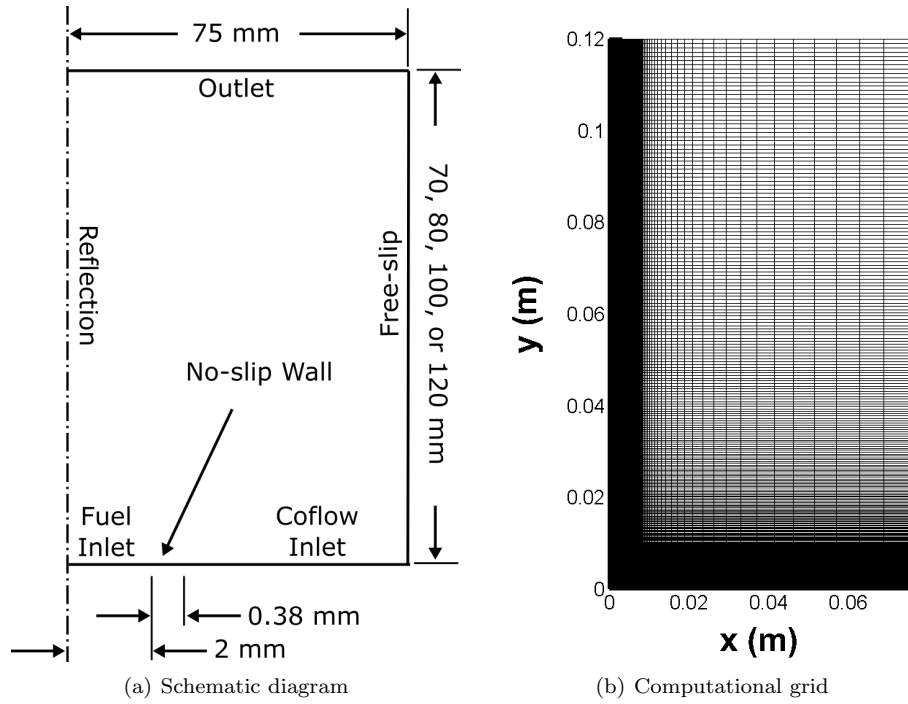 75 mm
Outlet
Reflection
Free-slip
70, 80, 100, or 120 mm
No-slip Wall
Fuel
Inlet
Coflow
Inlet
0.38 mm
2 mm
(a) Schematic diagram
0.12
0.1
0.08
0.06
0.04
0.02
0
y (m)
0
0.02
0.04
0.06
x (m)
(b) Computational grid